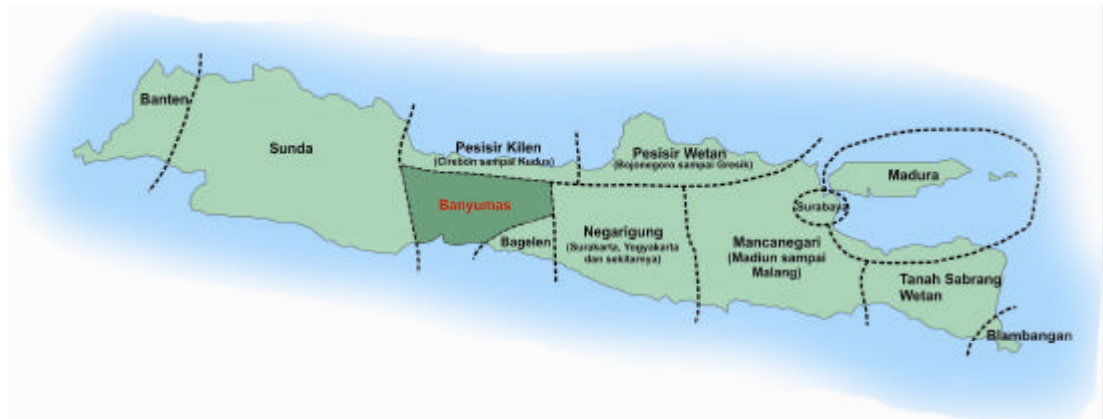 Banten
Sunda
Pesisir Kilen
(Cirebon sampai Kudus)
Pesisir Wetan
(Bojonegoro sampai Gresik)
Madura
Banyumas
Surabaya
Bagelen
Negarigung
(Surakarta, Yogyakarta
dan sekitarnya)
Mancanegari
(Madiun sampai
Malang)
Tanah Sabrang
Wetan
Blambangan